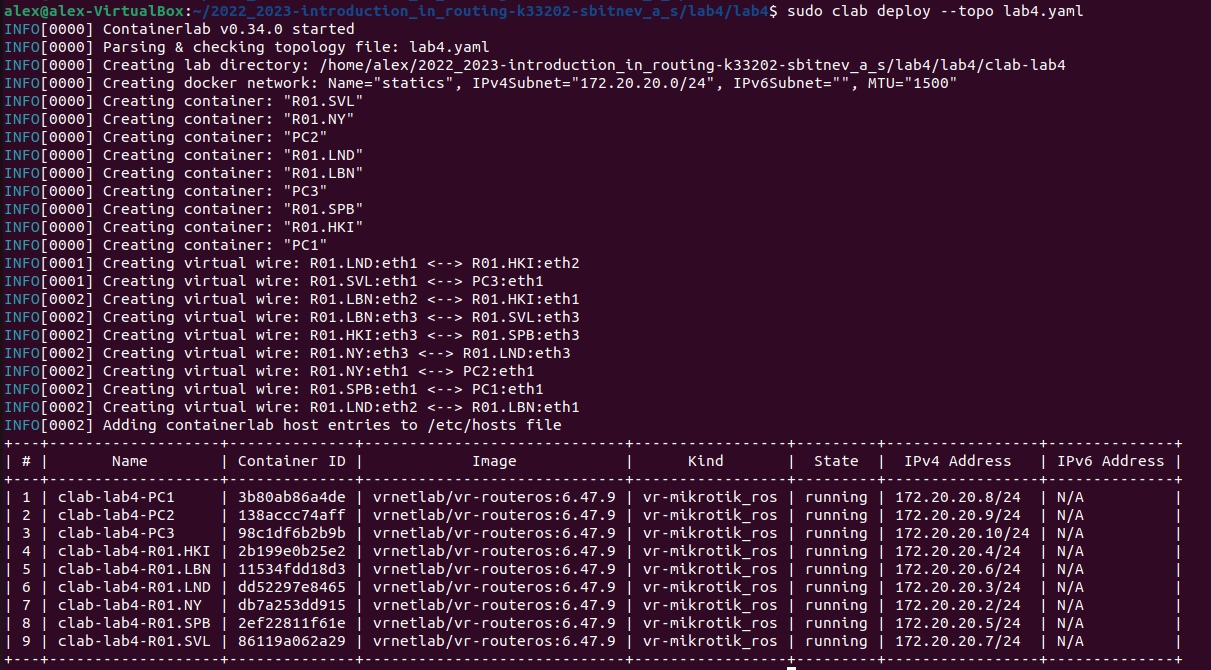 alex@alex-VirtualBox:~/2022_2023-introduction_in_routing-k33202-sbitnev_a_s/lab4/lab4$ sudo clab deploy --topo lab4.yaml
INFO[0000] Containerlab v0.34.0 started
INFO[0000] Parsing & checking topology file: lab4.yaml
INFO[0000] Creating lab directory: /home/alex/2022_2023-introduction_in_routing-k33202-sbitnev_a_s/lab4/lab4/clab-lab4
INFO[0000] Creating docker network: Name="statics", IPv4Subnet="172.20.20.0/24", IPv6Subnet="", MTU="1500"
INFO[0000] Creating container: "R01.SVL"
INFO[0000] Creating container: "R01.NY"
INFO[0000] Creating container: "PC2"
INFO[0000] Creating container: "R01.LND"
INFO[0000] Creating container: "R01.LBN"
INFO[0000] Creating container: "PC3"
INFO[0000] Creating container: "R01.SPB"
INFO[0000] Creating container: "R01.HKI"
INFO[0000] Creating container: "PC1"
INFO[0001] Creating virtual wire: R01.LND:eth1 <--> R01.HKI:eth2
INFO[0001] Creating virtual wire: R01.SVL:eth1 <--> PC3:eth1
INFO[0002] Creating virtual wire: R01.LBN:eth2 <--> R01.HKI:eth1
INFO[0002] Creating virtual wire: R01.LBN:eth3 <--> R01.SVL:eth3
INFO[0002] Creating virtual wire: R01.HKI:eth3 <--> R01.SPB:eth3
INFO[0002] Creating virtual wire: R01.NY:eth3 <--> R01.LND:eth3
INFO[0002] Creating virtual wire: R01.NY:eth1 <--> PC2:eth1
INFO[0002] Creating virtual wire: R01.SPB:eth1 <--> PC1:eth1
INFO[0002] Creating virtual wire: R01.LND:eth2 <--> R01.LBN:eth1
INFO[0002] Adding containerlab host entries to /etc/hosts file
+---+-------------------+--------------+-----------------------------+-----------------+---------+-----------------+--------------+
| # |       Name        | Container ID |            Image            |      Kind       |  State  |  IPv4 Address   | IPv6 Address |
+---+-------------------+--------------+-----------------------------+-----------------+---------+-----------------+--------------+
| 1 | clab-lab4-PC1     | 3b80ab86a4de | vrnetlab/vr-routeros:6.47.9 | vr-mikrotik_ros | running | 172.20.20.8/24  | N/A          |
| 2 | clab-lab4-PC2     | 138accc74aff | vrnetlab/vr-routeros:6.47.9 | vr-mikrotik_ros | running | 172.20.20.9/24  | N/A          |
| 3 | clab-lab4-PC3     | 98c1df6b2b9b | vrnetlab/vr-routeros:6.47.9 | vr-mikrotik_ros | running | 172.20.20.10/24 | N/A          |
| 4 | clab-lab4-R01.HKI | 2b199e0b25e2 | vrnetlab/vr-routeros:6.47.9 | vr-mikrotik_ros | running | 172.20.20.4/24  | N/A          |
| 5 | clab-lab4-R01.LBN | 11534fdd18d3 | vrnetlab/vr-routeros:6.47.9 | vr-mikrotik_ros | running | 172.20.20.6/24  | N/A          |
| 6 | clab-lab4-R01.LND | dd52297e8465 | vrnetlab/vr-routeros:6.47.9 | vr-mikrotik_ros | running | 172.20.20.3/24  | N/A          |
| 7 | clab-lab4-R01.NY  | db7a253dd915 | vrnetlab/vr-routeros:6.47.9 | vr-mikrotik_ros | running | 172.20.20.2/24  | N/A          |
| 8 | clab-lab4-R01.SPB | 2ef22811f61e | vrnetlab/vr-routeros:6.47.9 | vr-mikrotik_ros | running | 172.20.20.5/24  | N/A          |
| 9 | clab-lab4-R01.SVL | 86119a062a29 | vrnetlab/vr-routeros:6.47.9 | vr-mikrotik_ros | running | 172.20.20.7/24  | N/A          |
+---+-------------------+--------------+-----------------------------+-----------------+---------+-----------------+--------------+